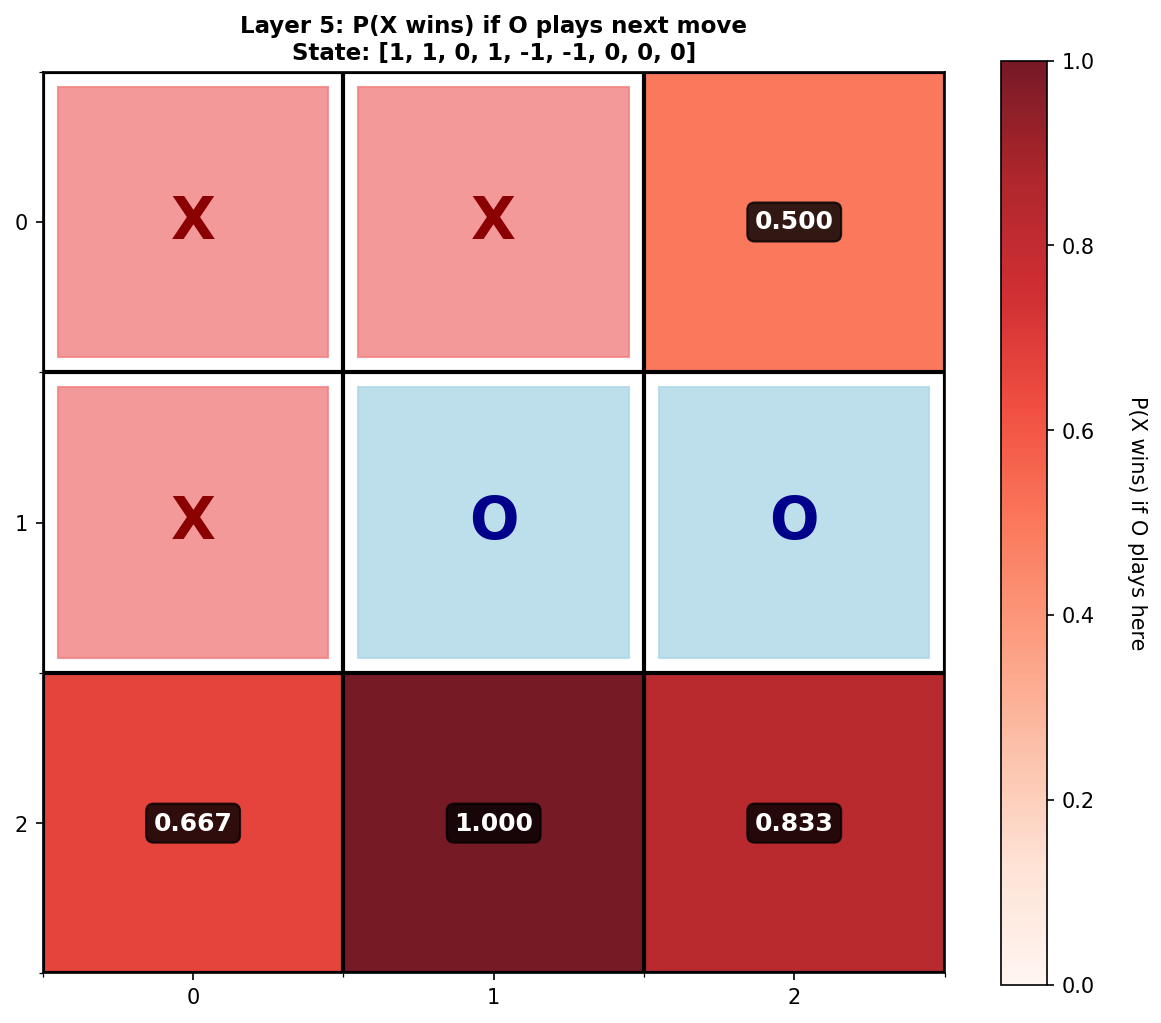 Layer 5: P(X wins) if O plays next move
State: [1, 1, 0, 1, -1, -1, 0, 0, 0]
X X 0.500
X O O
0.667 1.000 0.833
0
1
2
0 1 2
1.0
0.8
0.6
0.4
0.2
0.0
P(X wins) if O plays here